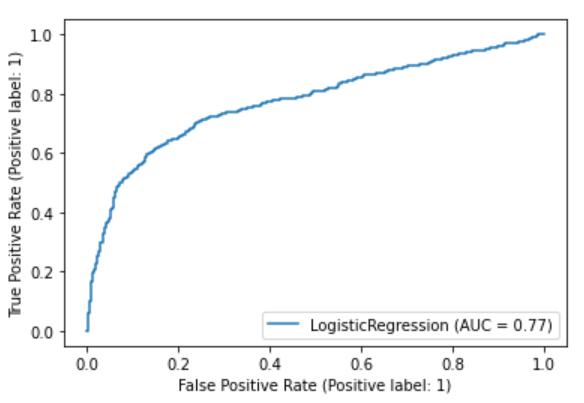 True Positive Rate (Positive label: 1)
1.0
0.8
0.6
0.4
0.2
0.0
LogisticRegression (AUC = 0.77)
0.0 0.2 0.4 0.6 0.8 1.0
False Positive Rate (Positive label: 1)